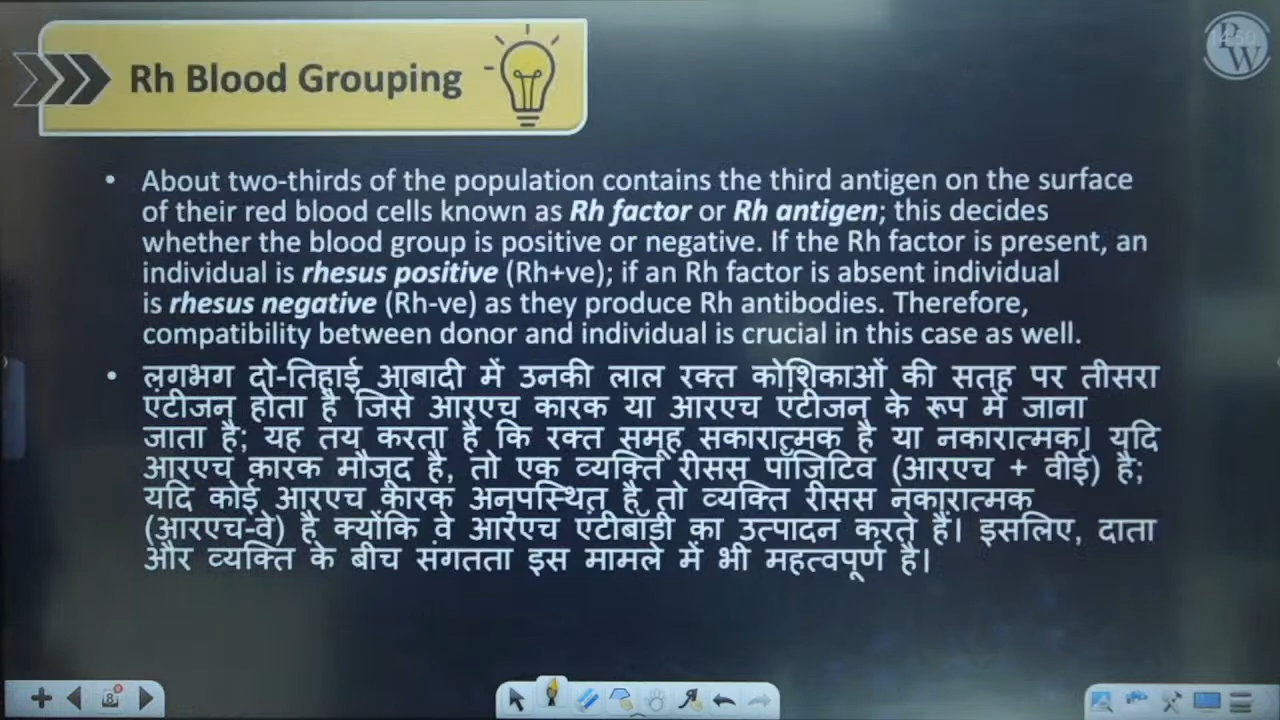 Rh Blood Grouping
PW
• About two-thirds of the population contains the third antigen on the surface
of their red blood cells known as Rh factor or Rh antigen; this decides
whether the blood group is positive or negative. If the Rh factor is present, an
individual is rhesus positive (Rh+ve); if an Rh factor is absent individual
is rhesus negative (Rh-ve) as they produce Rh antibodies. Therefore,
compatibility between donor and individual is crucial in this case as well.
• लगभग दो-तिहाई आबादी में उनकी लाल रक्त कोशिकाओं की सतह पर तीसरा
एंटीजन होता है जिसे आरएच कारक या आरएच एंटीजन के रूप में जाना
जाता है; यह तय करता है कि रक्त समूह सकारात्मक है या नकारात्मक। यदि
आरएच कारक मौजूद है, तो एक व्यक्ति रीसस पॉजिटिव (आरएच + वीई) है;
यदि कोई आरएच कारक अनुपस्थित है तो व्यक्ति रीसस नकारात्मक
(आरएच-वे) है क्योंकि वे आरएच एंटीबॉडी का उत्पादन करते हैं। इसलिए, दाता
और व्यक्ति के बीच संगतता इस मामले में भी महत्वपूर्ण है।
8